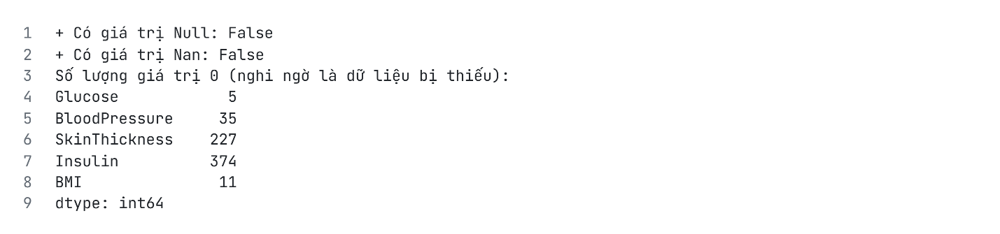 1 + Có giá trị Null: False
2 + Có giá trị Nan: False
3 Số lượng giá trị 0 (nghi ngờ là dữ liệu bị thiếu):
4 Glucose 5
5 BloodPressure 35
6 SkinThickness 227
7 Insulin 374
8 BMI 11
9 dtype: int64